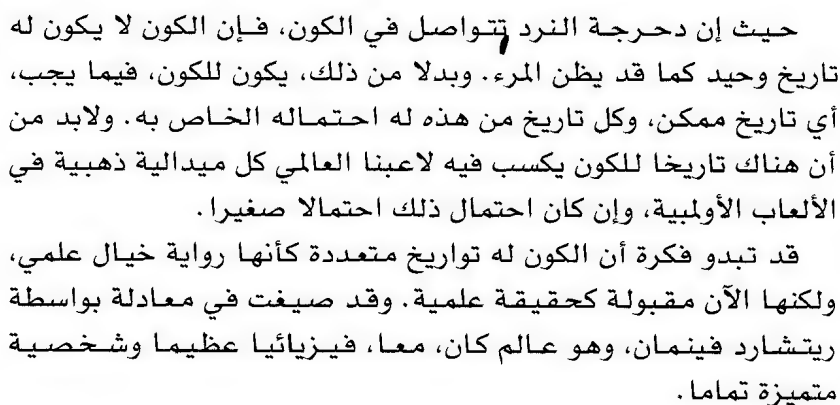 حيث إن دحرجة النرد تتواصل في الكون، فإن الكون لا يكون له
تاريخ وحيد كما قد يظن المرء. وبدلا من ذلك، يكون للكون، فيما يجب،
أي تاريخ ممكن، وكل تاريخ من هذه له احتماله الخاص به. ولابد من
أن هناك تاريخا للكون يكسب فيه لاعبنا العالمي كل ميدالية ذهبية في
الألعاب الأولمبية، وإن كان احتمال ذلك احتمالا صغيرا.
قد تبدو فكرة أن الكون له تواريخ متعددة كأنها رواية خيال علمي،
ولكنها الآن مقبولة كحقيقة علمية. وقد صيغت في معادلة بواسطة
ريتشارد فينمان، وهو عالم كان، معا، فيزيائيا عظيما وشخصية
متميزة تماما.